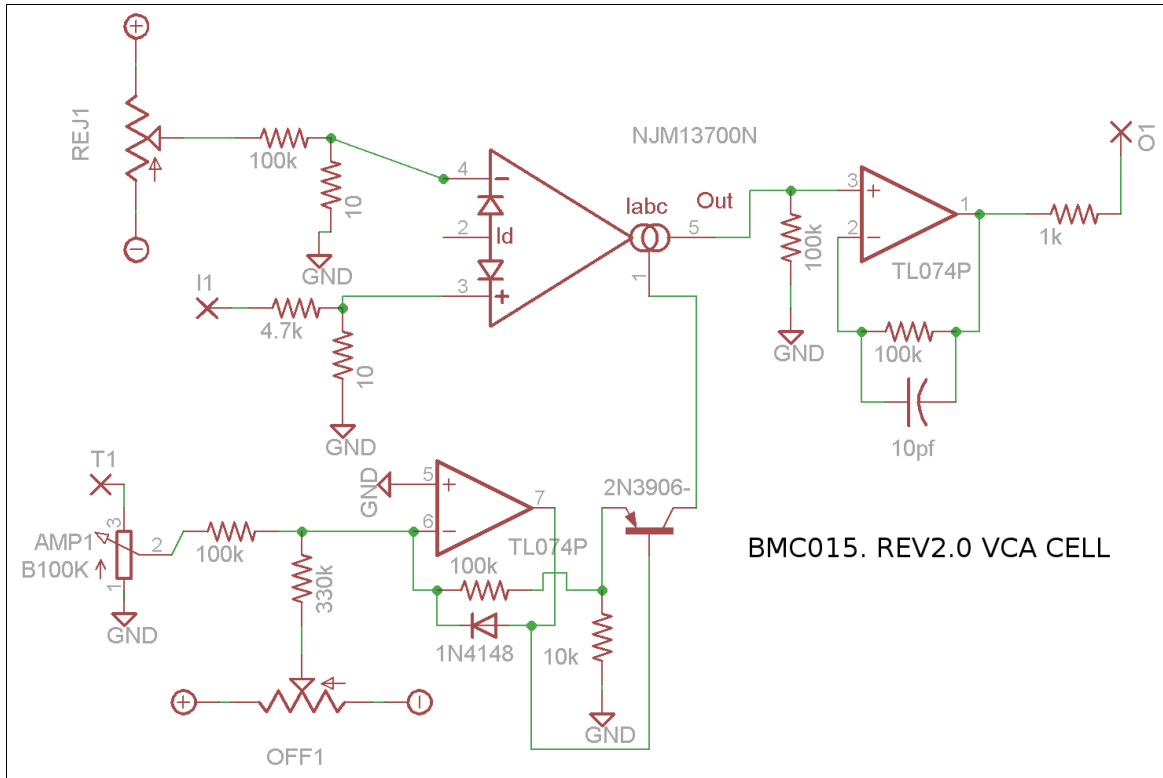 REJ1
100k
10
GND
I1
4.7k
10
GND
4
2
3
Id
NJM13700N
Iabc
Out
5
1
100k
GND
3
2
1
TL074P
100k
10pf
1k
O1
T1
3
AMP1
2
B100K
1
GND
100k
330k
OFF1
GND
5
6
7
TL074P
100k
1N4148
10k
GND
2N3906-
BMC015. REV2.0 VCA CELL